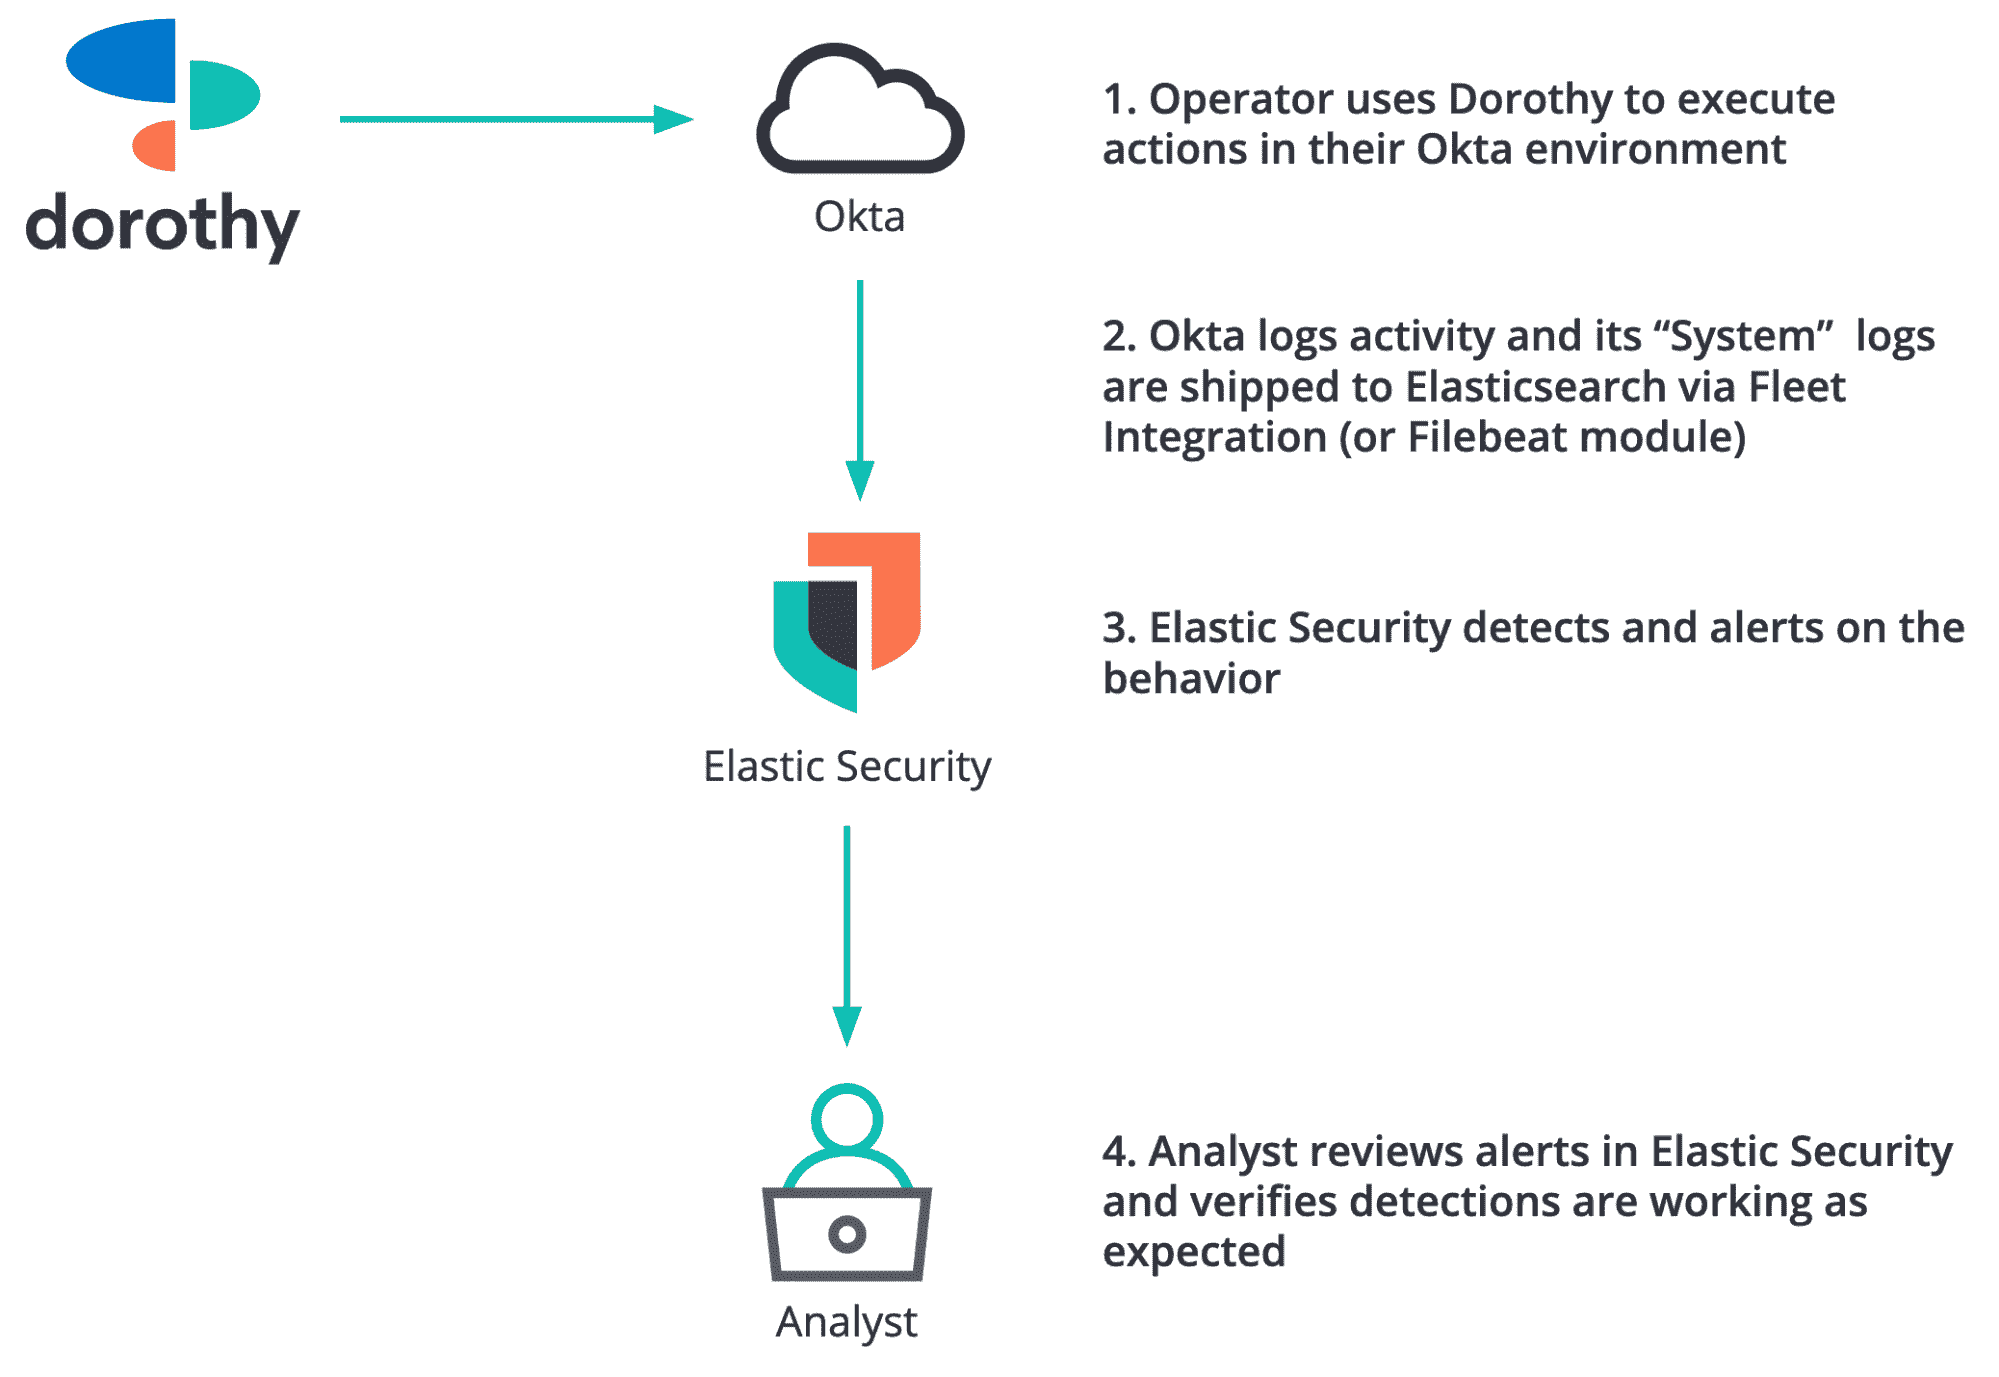 dorothy
Okta
1. Operator uses Dorothy to execute
actions in their Okta environment
2. Okta logs activity and its “System”  logs
are shipped to Elasticsearch via Fleet
Integration (or Filebeat module)
Elastic Security
3. Elastic Security detects and alerts on the
behavior
Analyst
4. Analyst reviews alerts in Elastic Security
and verifies detections are working as
expected